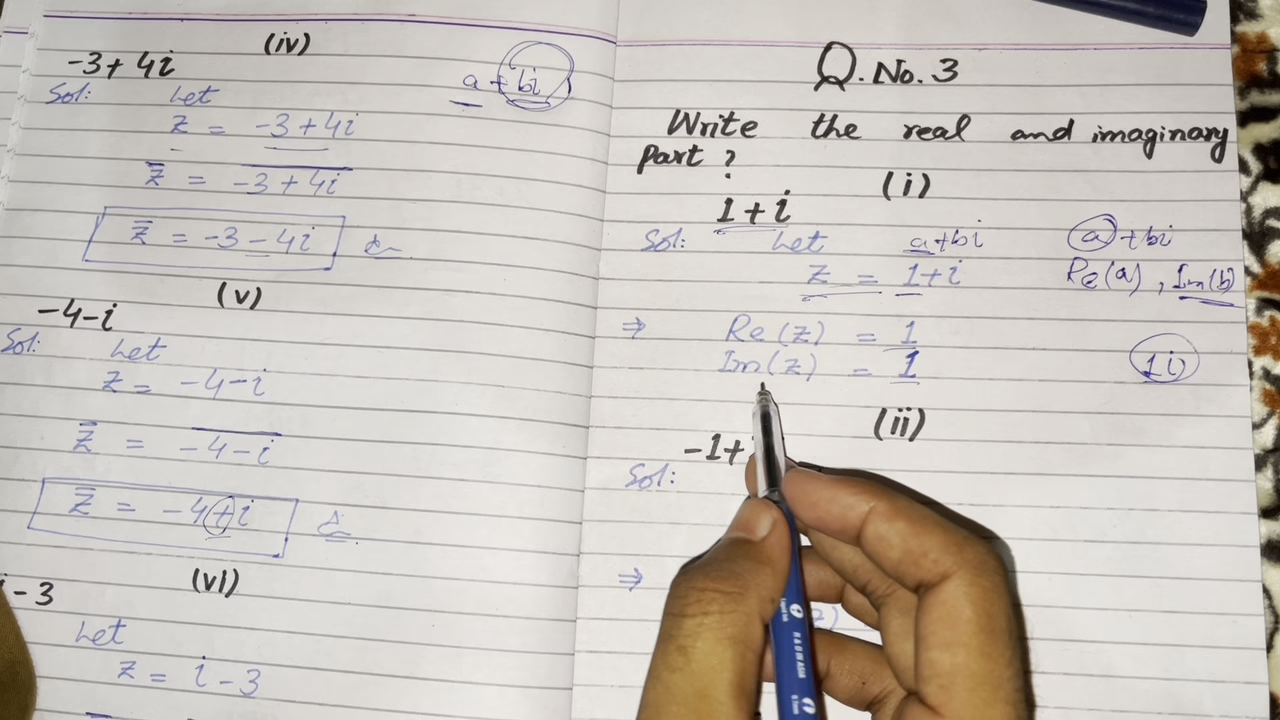 (iv)
-3+4i
a+bi
Sol: Let
z = -3+4i
z̅ = -3+4i
z̅ = -3-4i
(v)
-4-i
Sol: Let
z = -4-i
z̅ = -4-i
z̅ = -4+i
(vi)
i-3
Let
z = i-3
Q.No.3
Write the real and imaginary
Part?
(i)
1+i
Sol: Let a+bi a+bi
z = 1+i Re(a), Im(b)
⇒ Re(z) = 1
Im(z) = 1 1i
(ii)
-1+
Sol:
⇒
z)